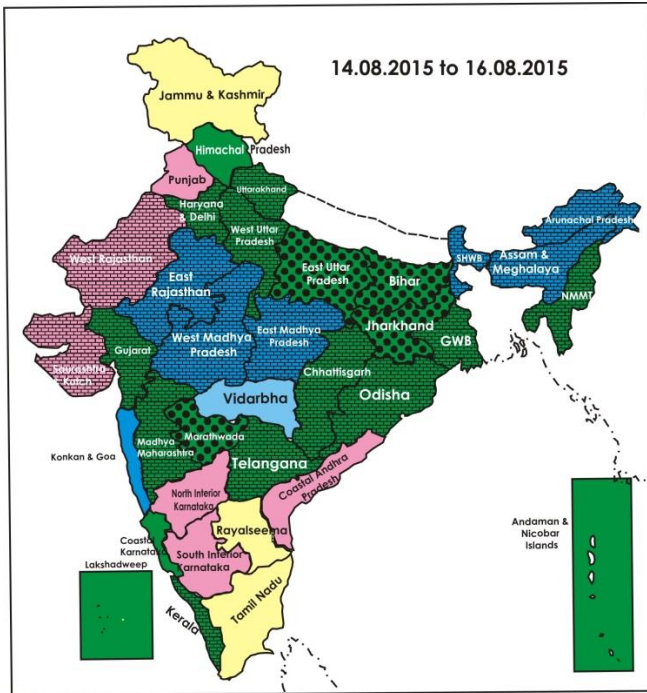 14.08.2015 to 16.08.2015
Jammu & Kashmir
Himachal Pradesh
Punjab
Uttarakhand
Haryana
& Delhi
West Uttar
Pradesh
Arunachal Pradesh
West Rajasthan
SHWB
Assam &
Meghalaya
East
Rajasthan
East Uttar
Pradesh
Bihar
NMMT
Jharkhand
GWB
Gujarat
West Madhya
Pradesh
East Madhya
Pradesh
Saurashtra
& Kutch
Chhattisgarh
Odisha
Vidarbha
Konkan & Goa
Madhya
Maharashtra
Marathwada
Telangana
Coastal Andhra
Pradesh
North Interior
Karnataka
Rayalseema
Andaman &
Nicobar
Islands
Coastal
Karnataka
South Interior
Karnataka
Lakshadweep
Kerala
Tamil Nadu